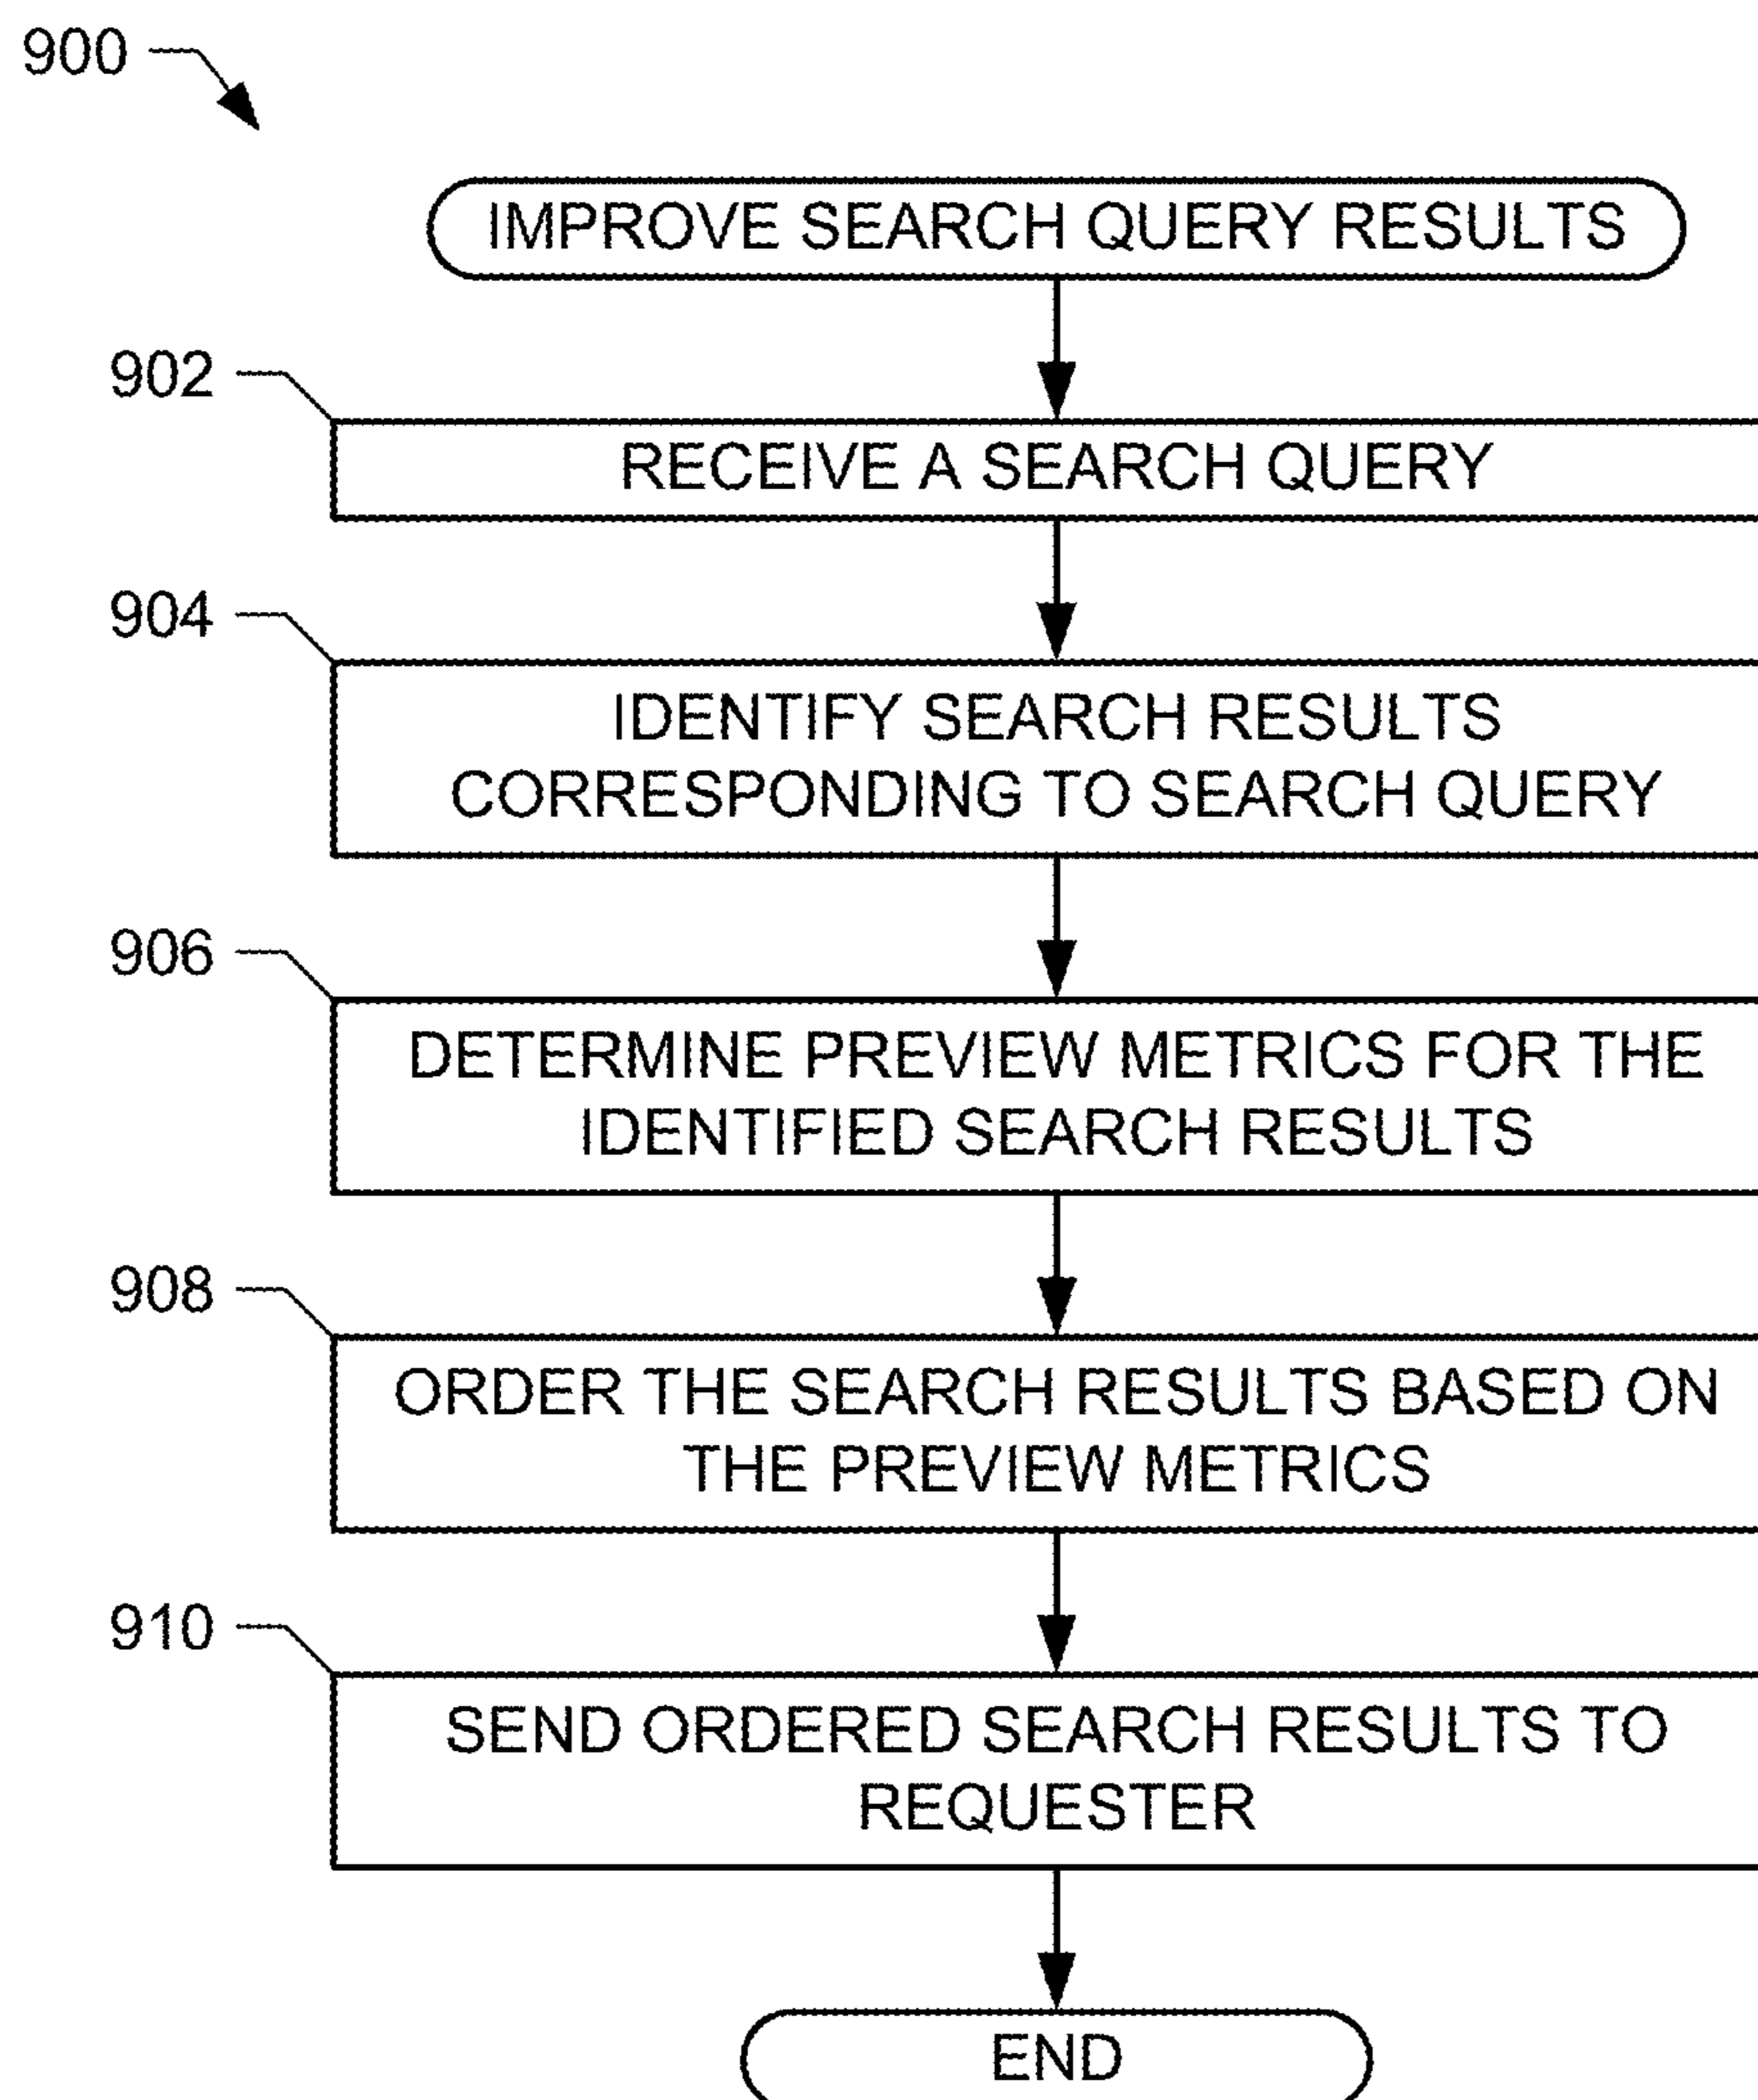 900
IMPROVE SEARCH QUERY RESULTS
902
RECEIVE A SEARCH QUERY
904
IDENTIFY SEARCH RESULTS
CORRESPONDING TO SEARCH QUERY
906
DETERMINE PREVIEW METRICS FOR THE
IDENTIFIED SEARCH RESULTS
908
ORDER THE SEARCH RESULTS BASED ON
THE PREVIEW METRICS
910
SEND ORDERED SEARCH RESULTS TO
REQUESTER
END